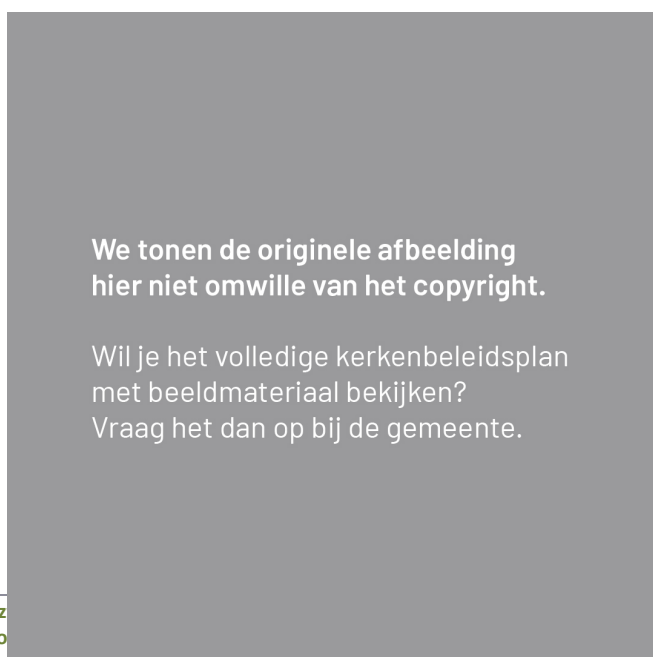 We tonen de originele afbeelding
hier niet omwille van het copyright.
Wil je het volledige kerkenbeleidsplan
met beeldmateriaal bekijken?
Vraag het dan op bij de gemeente.